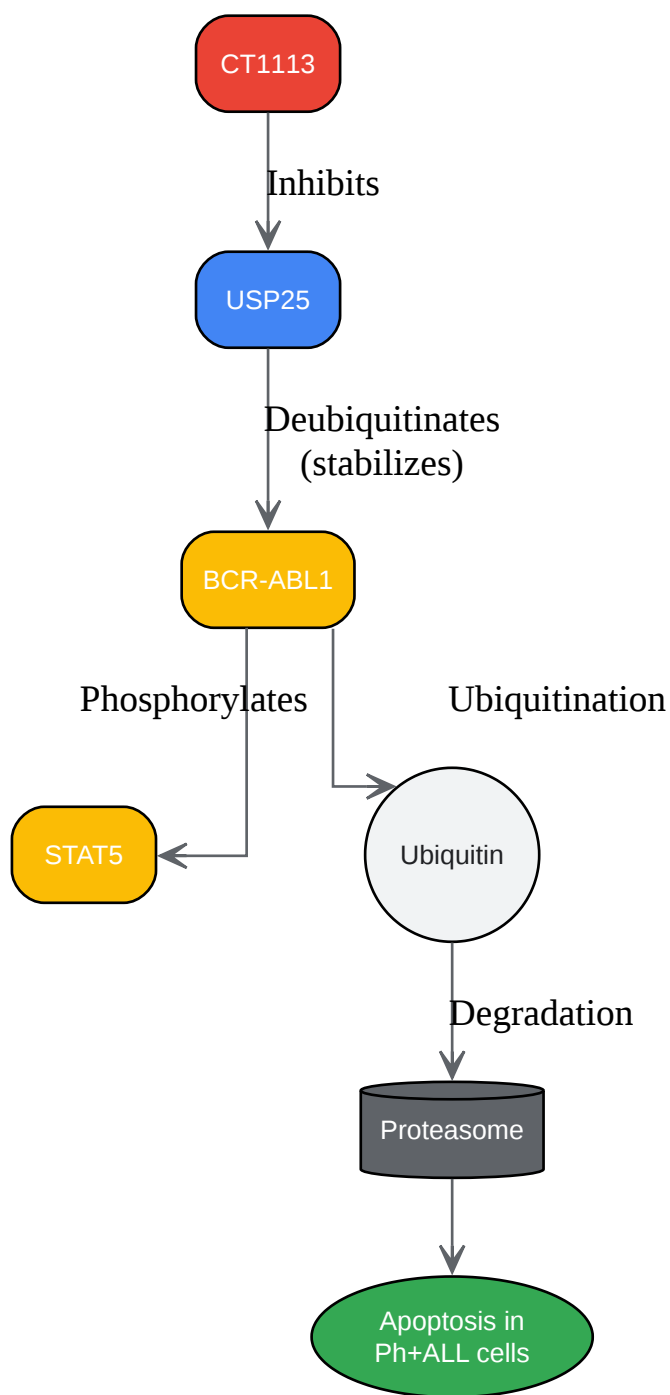 CT1113
Inhibits
USP25
Deubiquitinates
(stabilizes)
BCR-ABL1
Phosphorylates
Ubiquitination
STAT5
Ubiquitin
Degradation
Proteasome
Apoptosis in
Ph+ALL cells